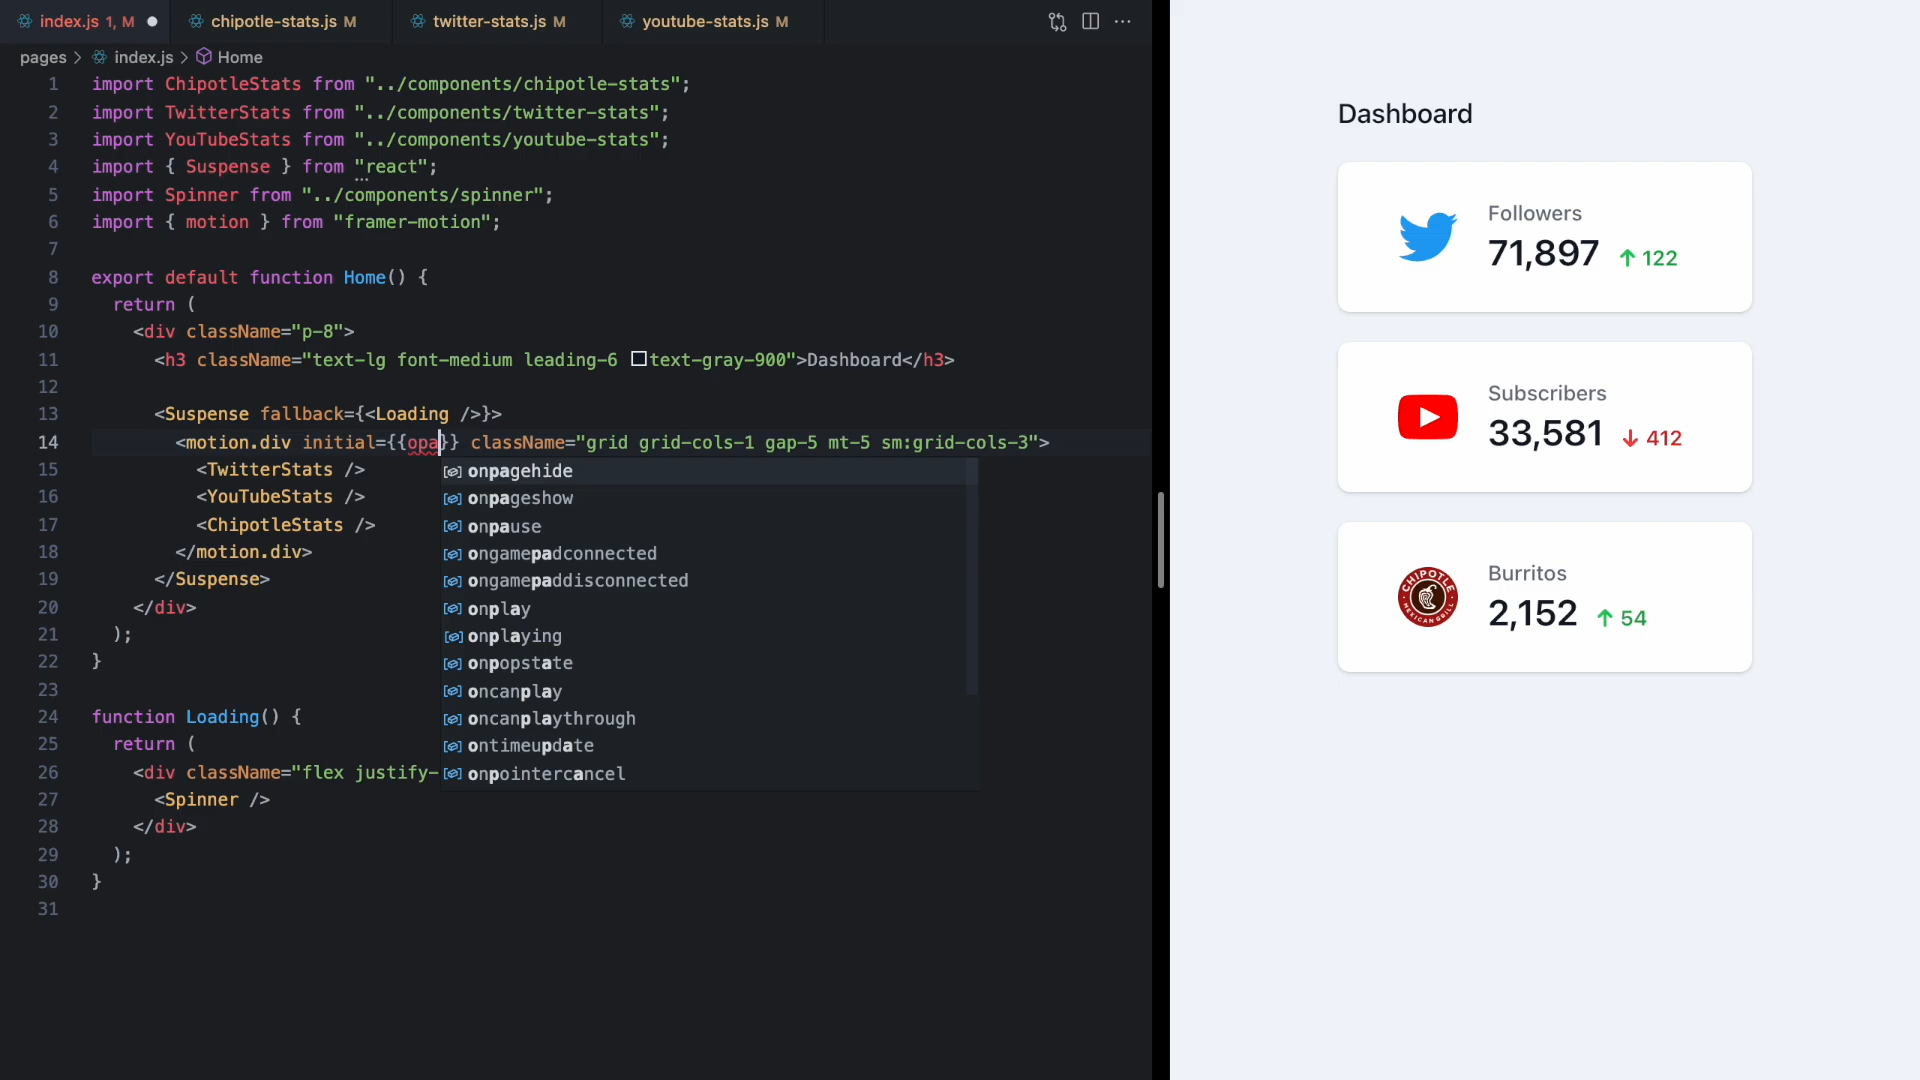 index.js 1, M
chipotle-stats.js M
twitter-stats.js M
youtube-stats.js M
pages > index.js > Home
1 import ChipotleStats from "../components/chipotle-stats";
2 import TwitterStats from "../components/twitter-stats";
3 import YouTubeStats from "../components/youtube-stats";
4 import { Suspense } from "react";
5 import Spinner from "../components/spinner";
6 import { motion } from "framer-motion";
7
8 export default function Home() {
9 return (
10 <div className="p-8">
11 <h3 className="text-lg font-medium leading-6 text-gray-900">Dashboard</h3>
12
13 <Suspense fallback={<Loading />}>
14 <motion.div initial={{opa}} className="grid grid-cols-1 gap-5 mt-5 sm:grid-cols-3">
15 <TwitterStats />
16 <YouTubeStats />
17 <ChipotleStats />
18 </motion.div>
19 </Suspense>
20 </div>
21 );
22 }
23
24 function Loading() {
25 return (
26 <div className="flex justify-
27 <Spinner />
28 </div>
29 );
30 }
31
onpagehide
onpageshow
onpause
ongamepadconnected
ongamepaddisconnected
onplay
onplaying
onpopstate
oncanplay
oncanplaythrough
ontimeupdate
onpointercancel
Dashboard
Followers
71,897 122
Subscribers
33,581 412
CHIPOTLE
MEXICAN GRILL
Burritos
2,152 54